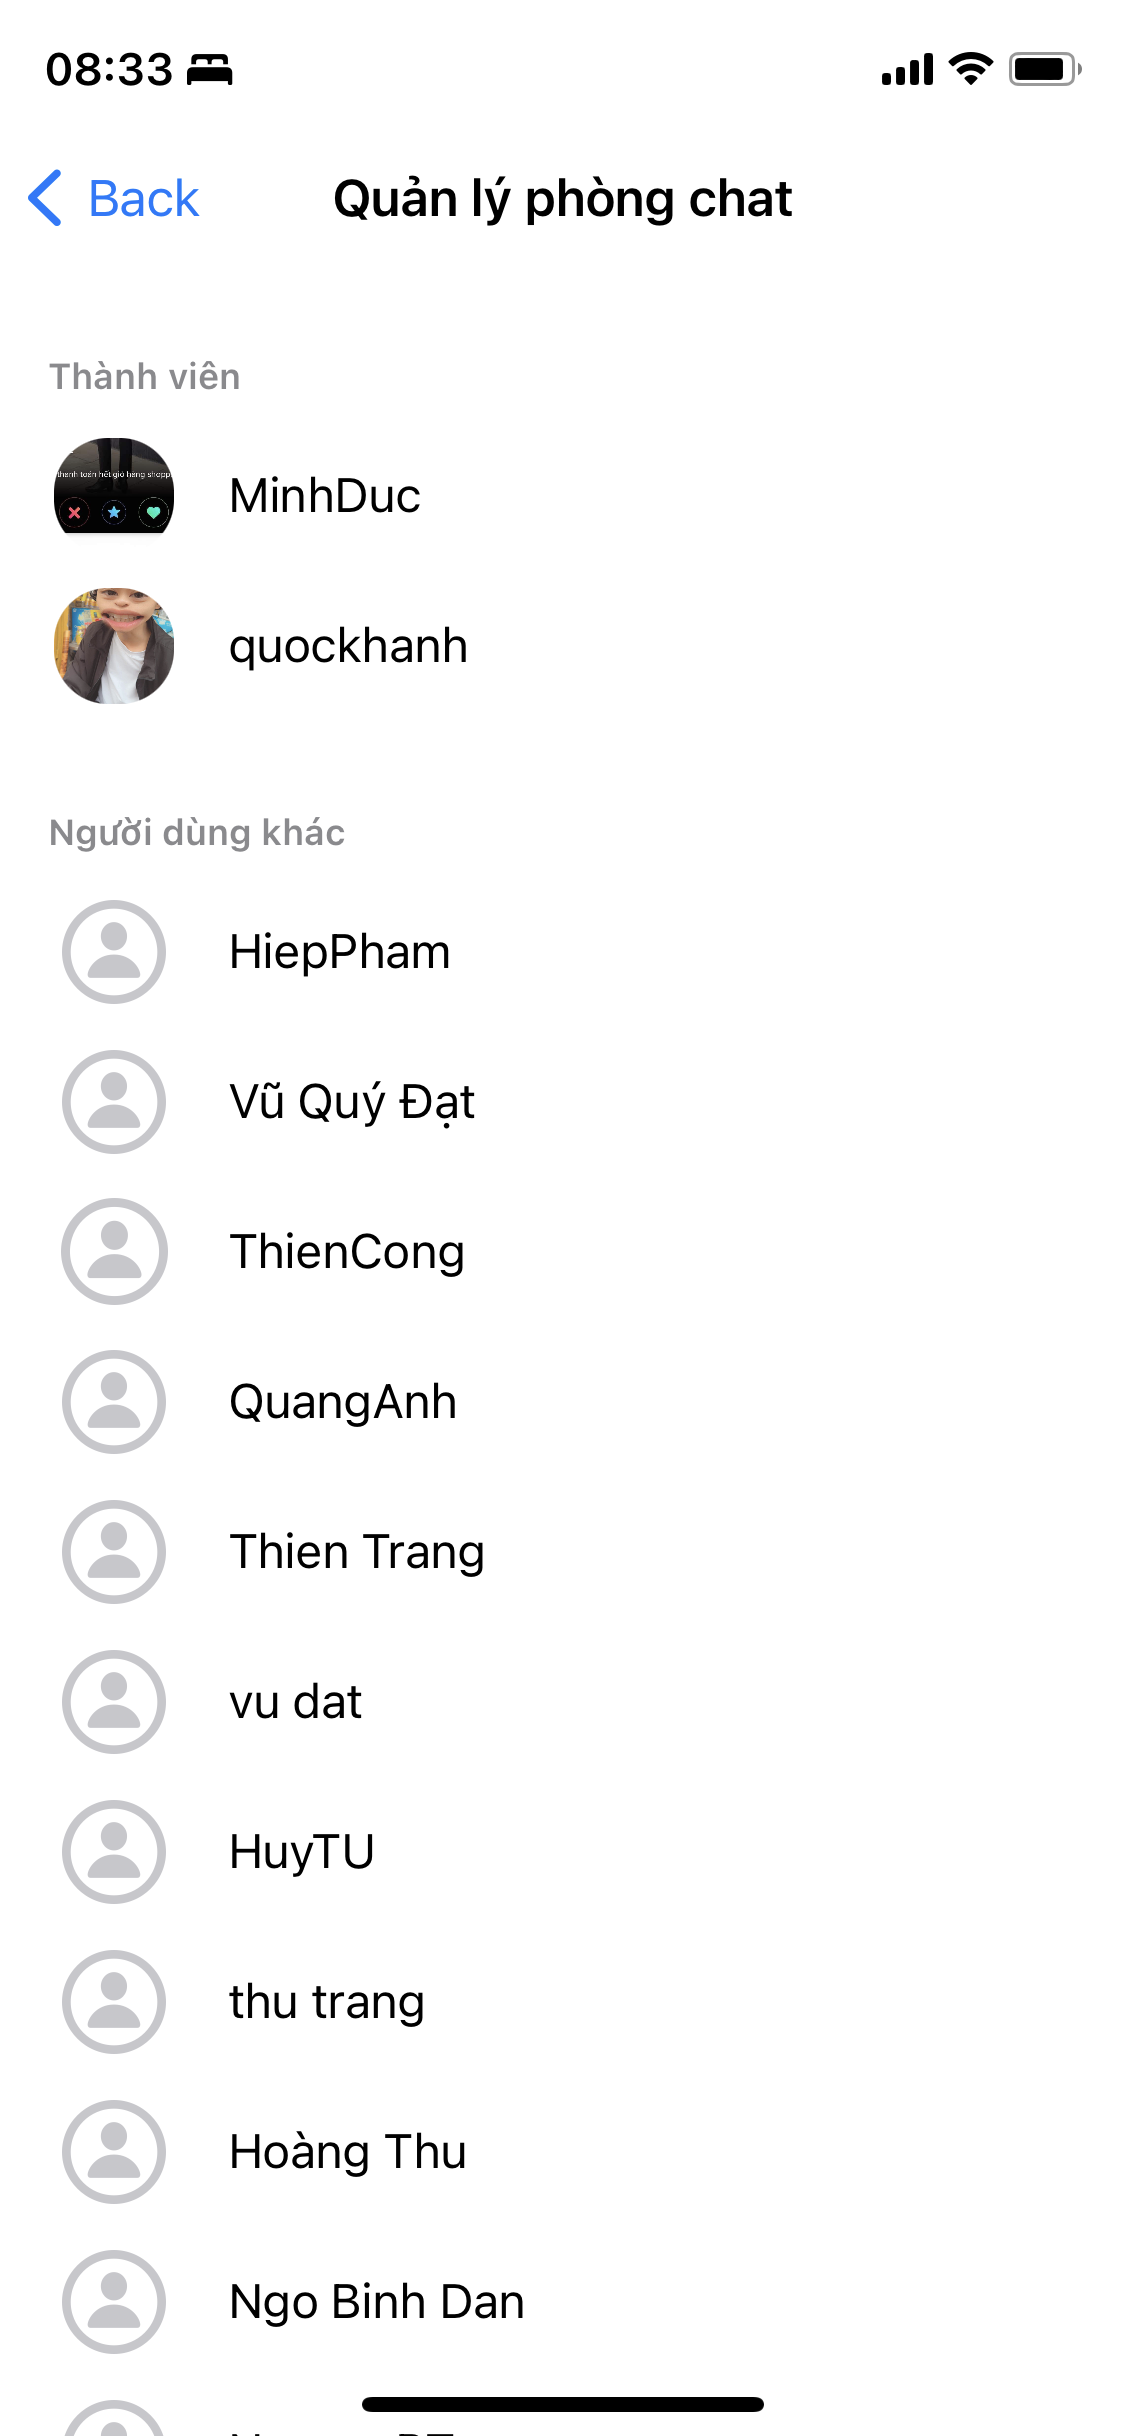 08:33
Back
Quản lý phòng chat
Thành viên
thanh toán hết giỏ hàng shopp
MinhDuc
quockhanh
Người dùng khác
HiepPham
Vũ Quý Đạt
ThienCong
QuangAnh
Thien Trang
vu dat
HuyTU
thu trang
Hoàng Thu
Ngo Binh Dan